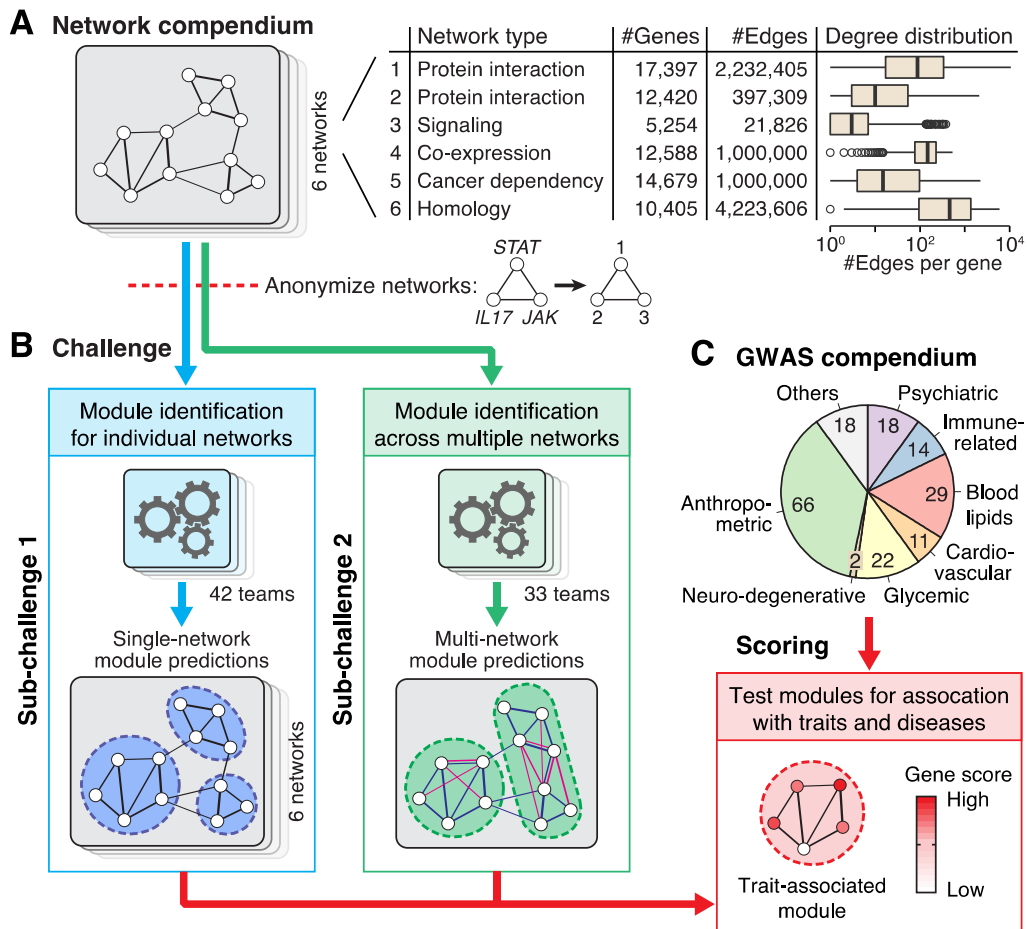 A Network compendium
6 networks
Network type #Genes #Edges Degree distribution
1 Protein interaction 17,397 2,232,405
2 Protein interaction 12,420 397,309
3 Signaling 5,254 21,826
4 Co-expression 12,588 1,000,000
5 Cancer dependency 14,679 1,000,000
6 Homology 10,405 4,223,606
10⁰ 10² 10⁴
#Edges per gene
Anonymize networks:
STAT
IL17 JAK
1
2 3
B Challenge
Sub-challenge 1
Module identification
for individual networks
42 teams
Single-network
module predictions
6 networks
Sub-challenge 2
Module identification
across multiple networks
33 teams
Multi-network
module predictions
C GWAS compendium
Others
18
Psychiatric
18
Immune-
related
14
Blood
lipids
29
Cardio-
vascular
11
Glycemic
22
Neuro-degenerative
2
Anthropo-
metric
66
Scoring
Test modules for assocation
with traits and diseases
Gene score
High
Low
Trait-associated
module